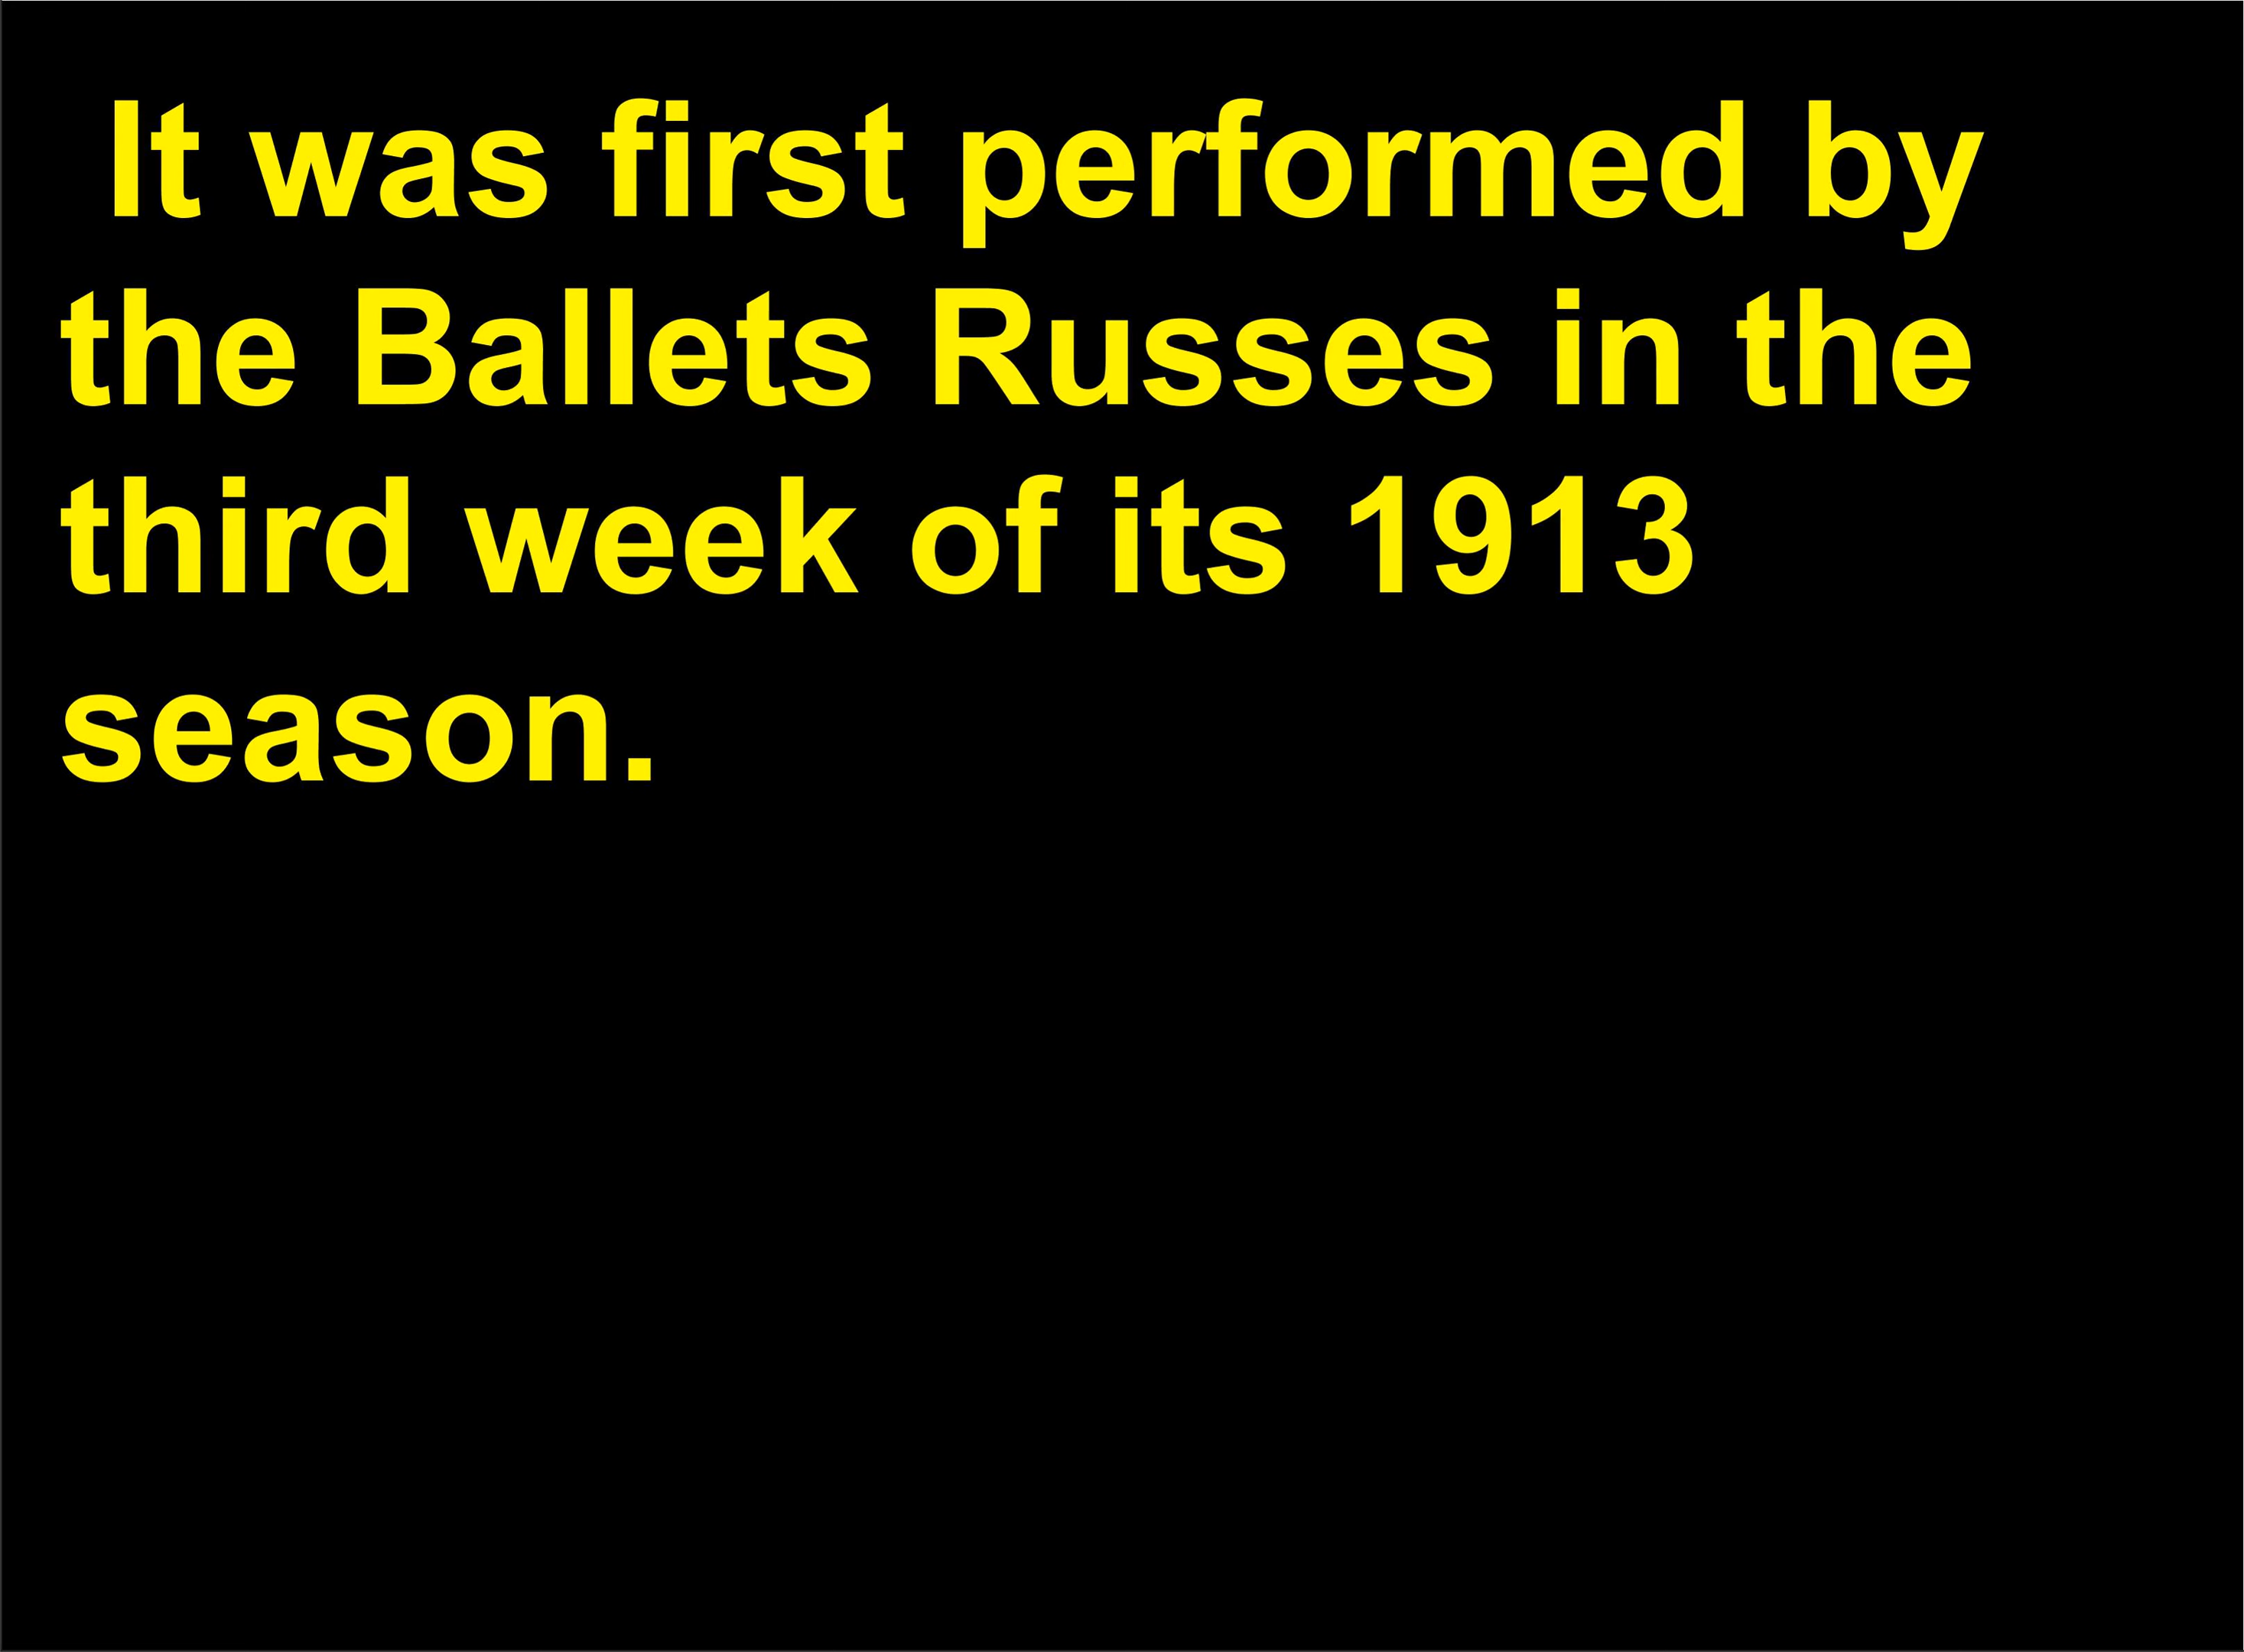 It was first performed by
the Ballets Russes in the
third week of its 1913
season.